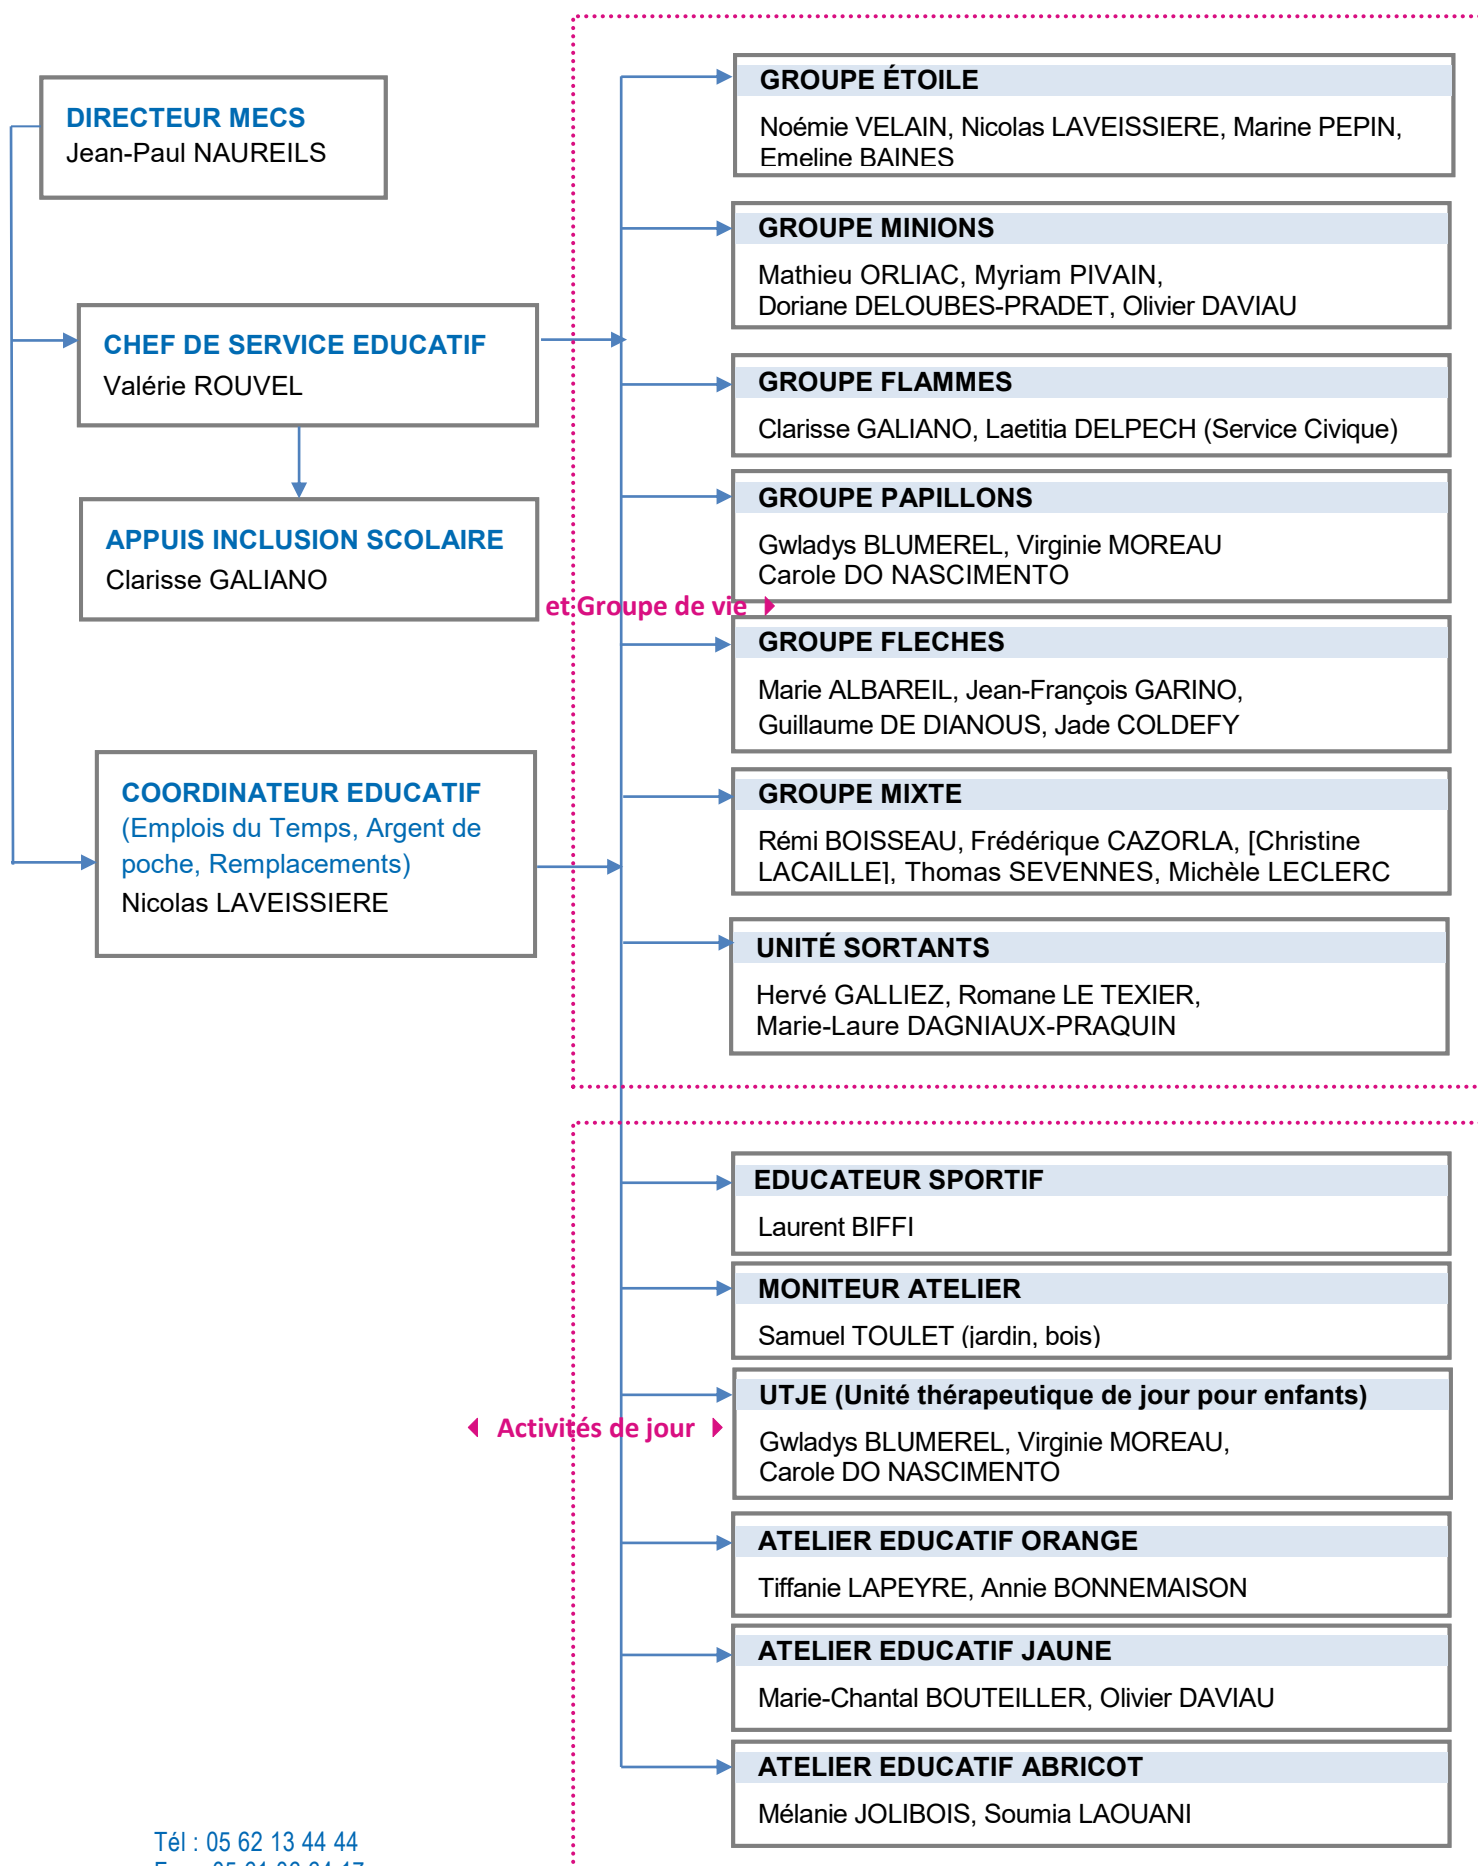 DIRECTEUR MECS
Jean-Paul NAUREILS
CHEF DE SERVICE EDUCATIF
Valérie ROUVEL
APPUIS INCLUSION SCOLAIRE
Clarisse GALIANO
COORDINATEUR EDUCATIF
(Emplois du Temps, Argent de
poche, Remplacements)
Nicolas LAVEISSIERE
et Groupe de vie
GROUPE ÉTOILE
Noémie VELAIN, Nicolas LAVEISSIERE, Marine PEPIN,
Emeline BAINES
GROUPE MINIONS
Mathieu ORLIAC, Myriam PIVAIN,
Doriane DELOUBES-PRADET, Olivier DAVIAU
GROUPE FLAMMES
Clarisse GALIANO, Laetitia DELPECH (Service Civique)
GROUPE PAPILLONS
Gwladys BLUMEREL, Virginie MOREAU
Carole DO NASCIMENTO
GROUPE FLECHES
Marie ALBAREIL, Jean-François GARINO,
Guillaume DE DIANOUS, Jade COLDEFY
GROUPE MIXTE
Rémi BOISSEAU, Frédérique CAZORLA, [Christine
LACAILLE], Thomas SEVENNES, Michèle LECLERC
UNITÉ SORTANTS
Hervé GALLIEZ, Romane LE TEXIER,
Marie-Laure DAGNIAUX-PRAQUIN
Activités de jour
EDUCATEUR SPORTIF
Laurent BIFFI
MONITEUR ATELIER
Samuel TOULET (jardin, bois)
UTJE (Unité thérapeutique de jour pour enfants)
Gwladys BLUMEREL, Virginie MOREAU,
Carole DO NASCIMENTO
ATELIER EDUCATIF ORANGE
Tiffanie LAPEYRE, Annie BONNEMAISON
ATELIER EDUCATIF JAUNE
Marie-Chantal BOUTEILLER, Olivier DAVIAU
ATELIER EDUCATIF ABRICOT
Mélanie JOLIBOIS, Soumia LAOUANI
Tél : 05 62 13 44 44